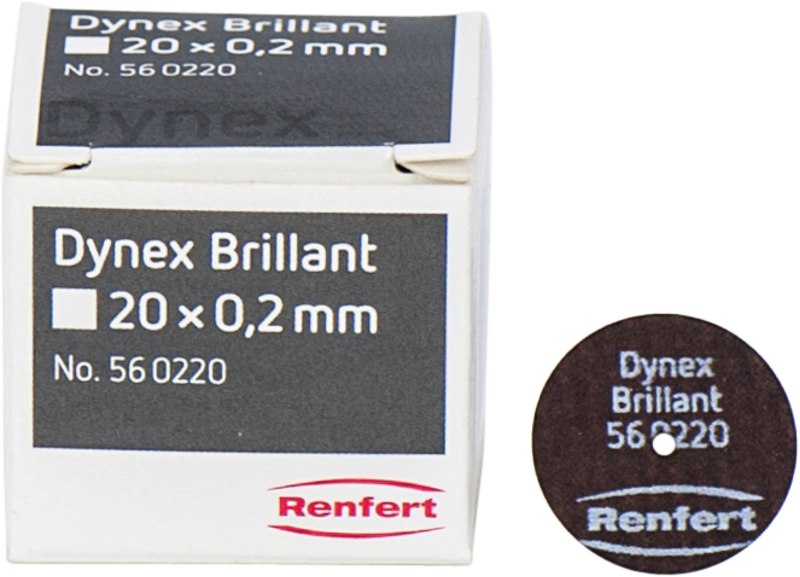 Dynex Brillant
20 x 0,2 mm
No. 56 0220
Dynex
Dynex Brillant
20 x 0,2 mm
No. 56 0220
Renfert
Dynex
Brillant
56 0220
Renfert